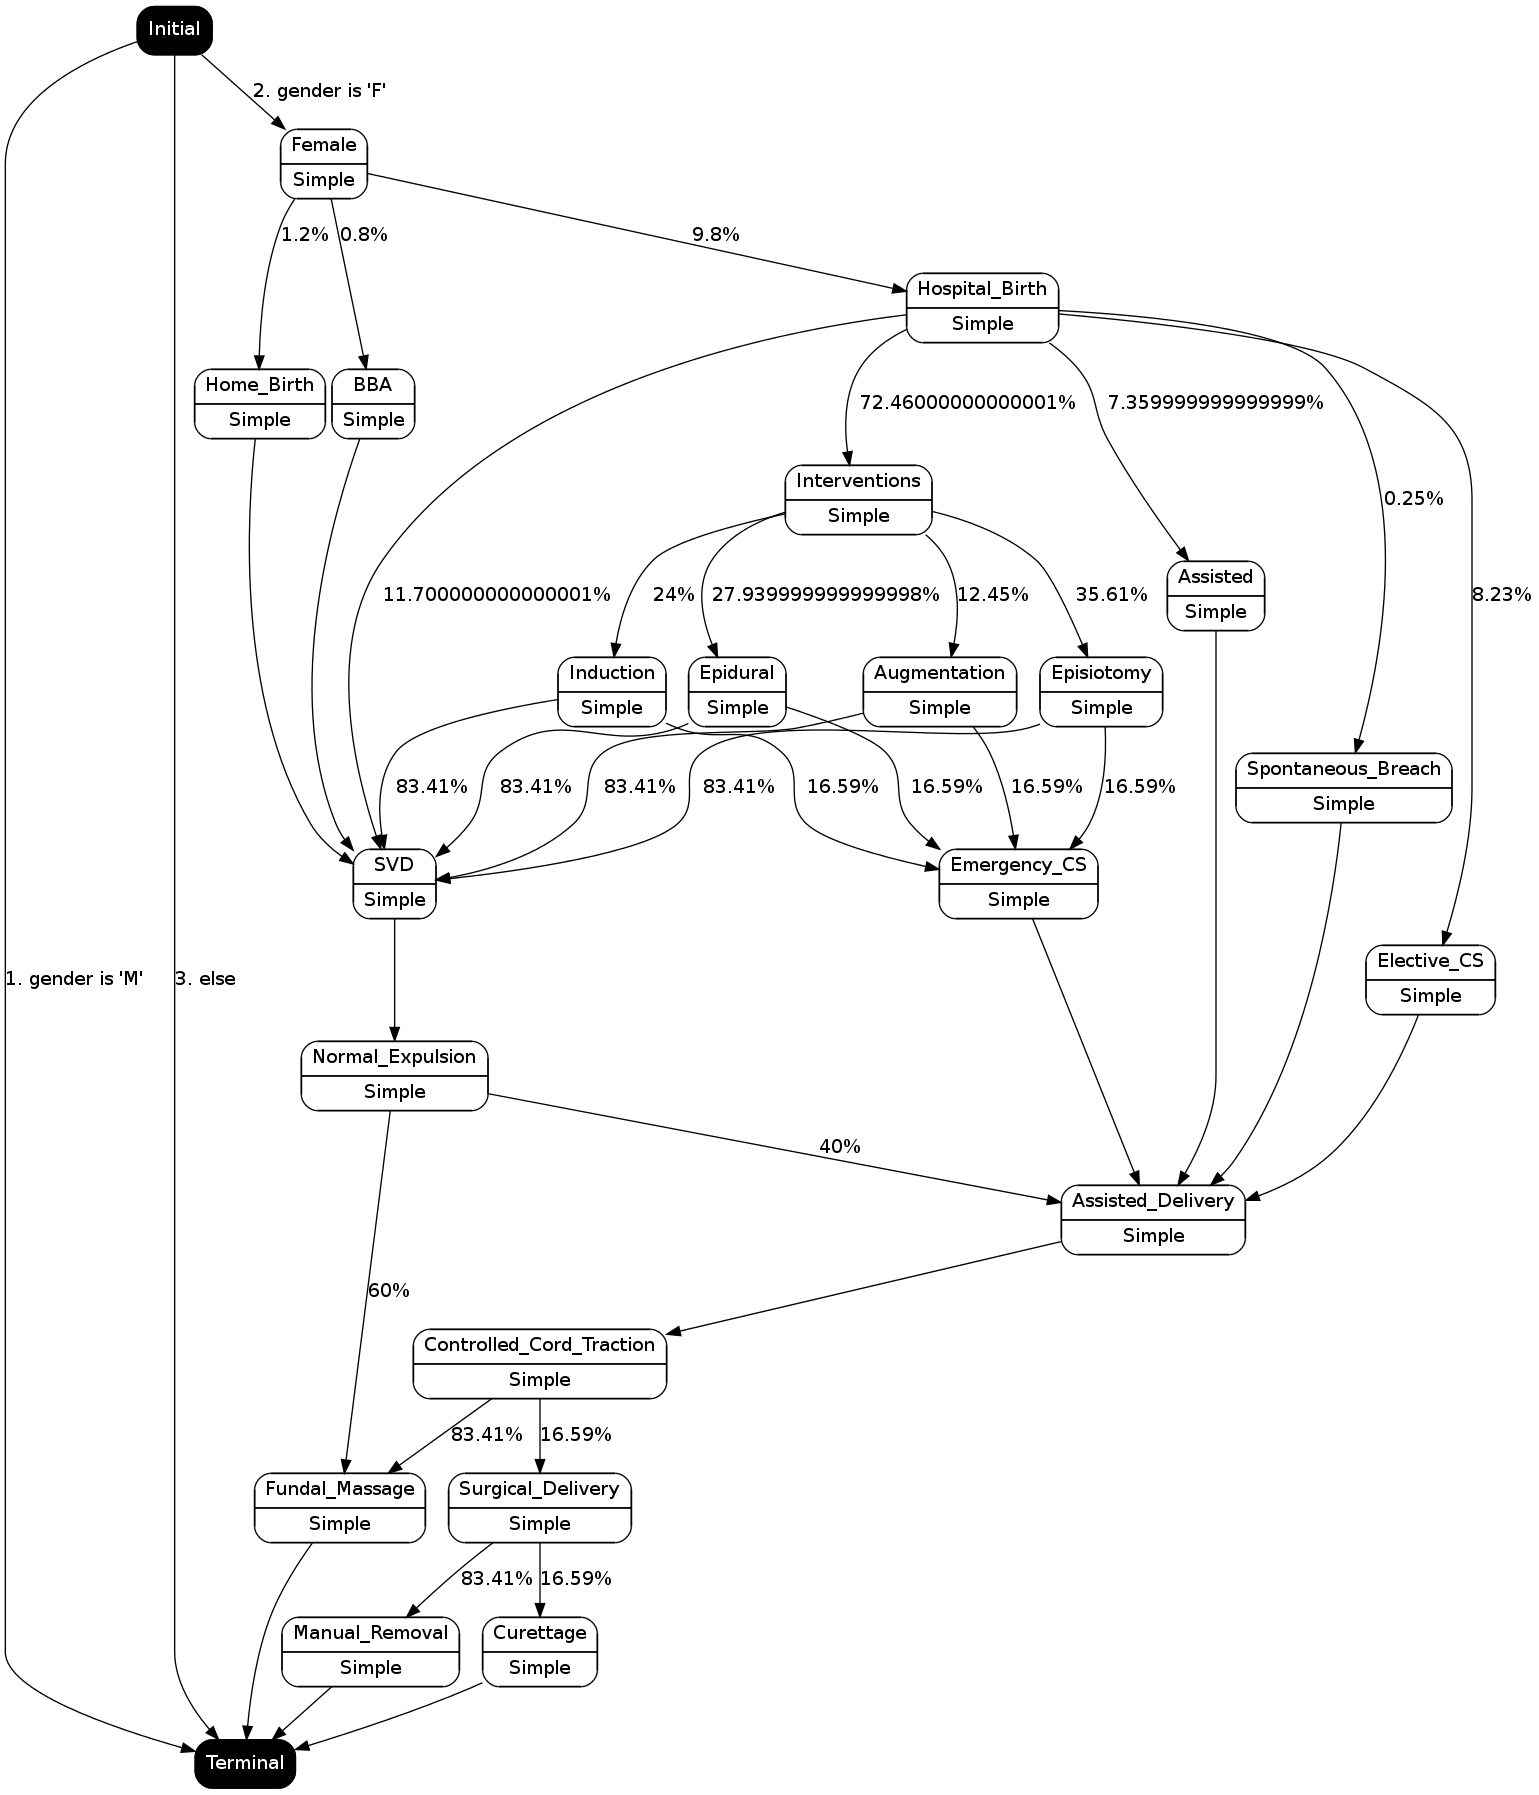 Initial
2. gender is 'F'
Female
Simple
1.2%
0.8%
9.8%
Hospital_Birth
Simple
Home_Birth
Simple
BBA
Simple
72.46000000000001%
7.359999999999999%
Interventions
Simple
0.25%
Assisted
Simple
11.700000000000001%
24%
27.939999999999998%
12.45%
35.61%
8.23%
Induction
Simple
Epidural
Simple
Augmentation
Simple
Episiotomy
Simple
83.41%
83.41%
83.41%
83.41%
16.59%
16.59%
16.59%
16.59%
Spontaneous_Breach
Simple
SVD
Simple
Emergency_CS
Simple
1. gender is 'M'
3. else
Elective_CS
Simple
Normal_Expulsion
Simple
40%
Assisted_Delivery
Simple
60%
Controlled_Cord_Traction
Simple
83.41%
16.59%
Fundal_Massage
Simple
Surgical_Delivery
Simple
83.41%
16.59%
Manual_Removal
Simple
Curettage
Simple
Terminal